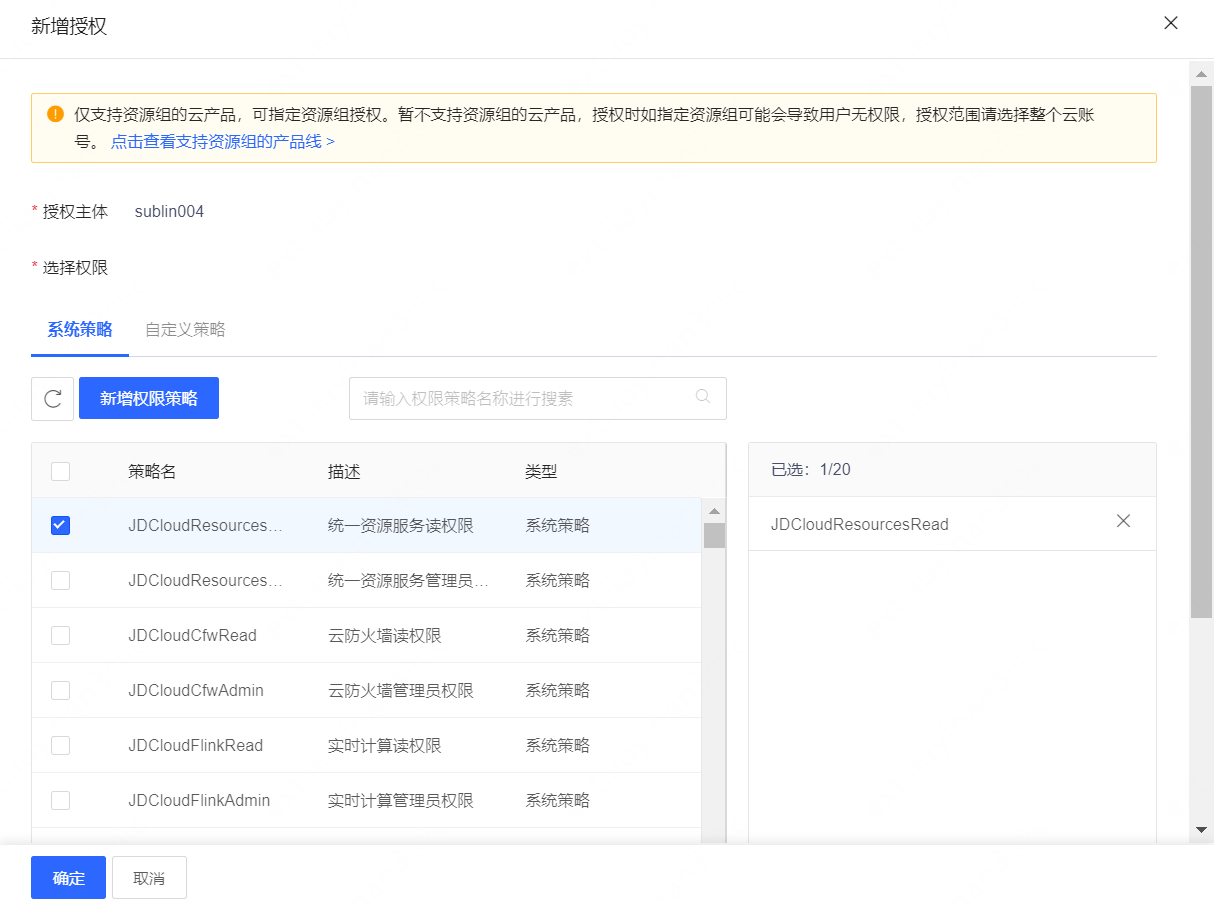 新增授权
仅支持资源组的云产品，可指定资源组授权。暂不支持资源组的云产品，授权时如指定资源组可能会导致用户无权限，授权范围请选择整个云账
号。 点击查看支持资源组的产品线 >
* 授权主体 sublin004
* 选择权限
系统策略 自定义策略
新增权限策略 请输入权限策略名称进行搜素
策略名 描述 类型 已选：1/20
JDCloudResources... 统一资源服务读权限 系统策略 JDCloudResourcesRead
JDCloudResources... 统一资源服务管理员... 系统策略
JDCloudCfwRead 云防火墙读权限 系统策略
JDCloudCfwAdmin 云防火墙管理员权限 系统策略
JDCloudFlinkRead 实时计算读权限 系统策略
JDCloudFlinkAdmin 实时计算管理员权限 系统策略
确定 取消